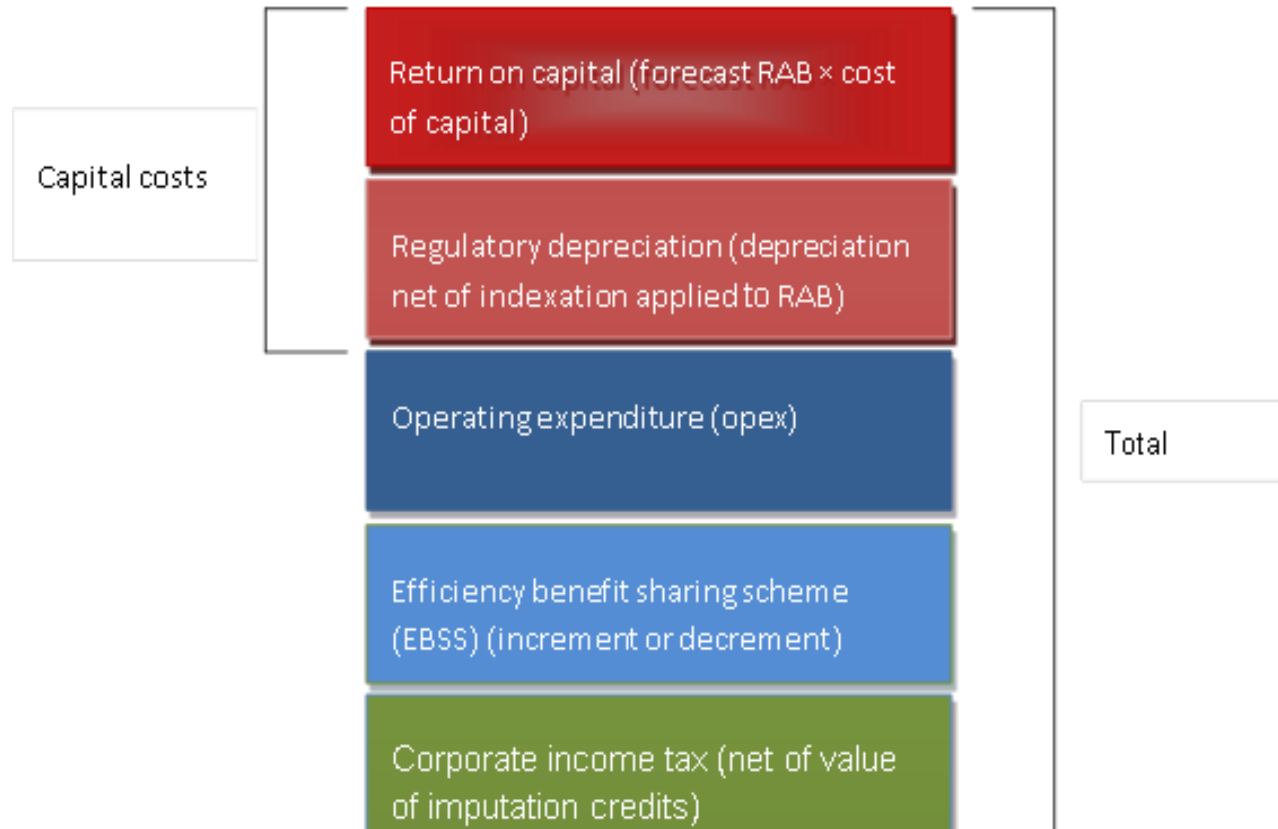 Return on capital (forecast RAB × cost
of capital)
Capital costs
Regulatory depreciation (depreciation
net of indexation applied to RAB)
Operating expenditure (opex)
Total
Efficiency benefit sharing scheme
(EBSS) (increment or decrement)
Corporate income tax (net of value
of imputation credits)